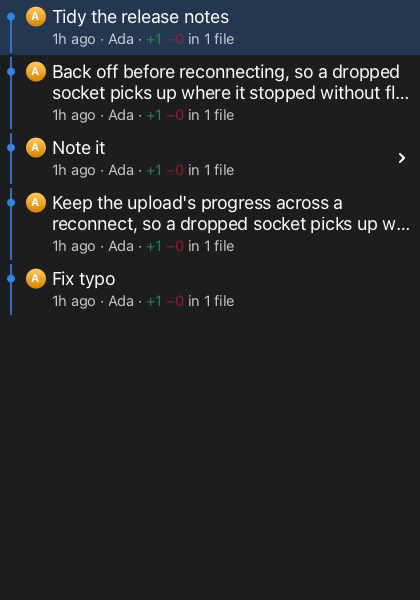 A Tidy the release notes
1h ago · Ada · +1 −0 in 1 file
A Back off before reconnecting, so a dropped
socket picks up where it stopped without fl…
1h ago · Ada · +1 −0 in 1 file
A Note it
1h ago · Ada · +1 −0 in 1 file
A Keep the upload's progress across a
reconnect, so a dropped socket picks up w…
1h ago · Ada · +1 −0 in 1 file
A Fix typo
1h ago · Ada · +1 −0 in 1 file